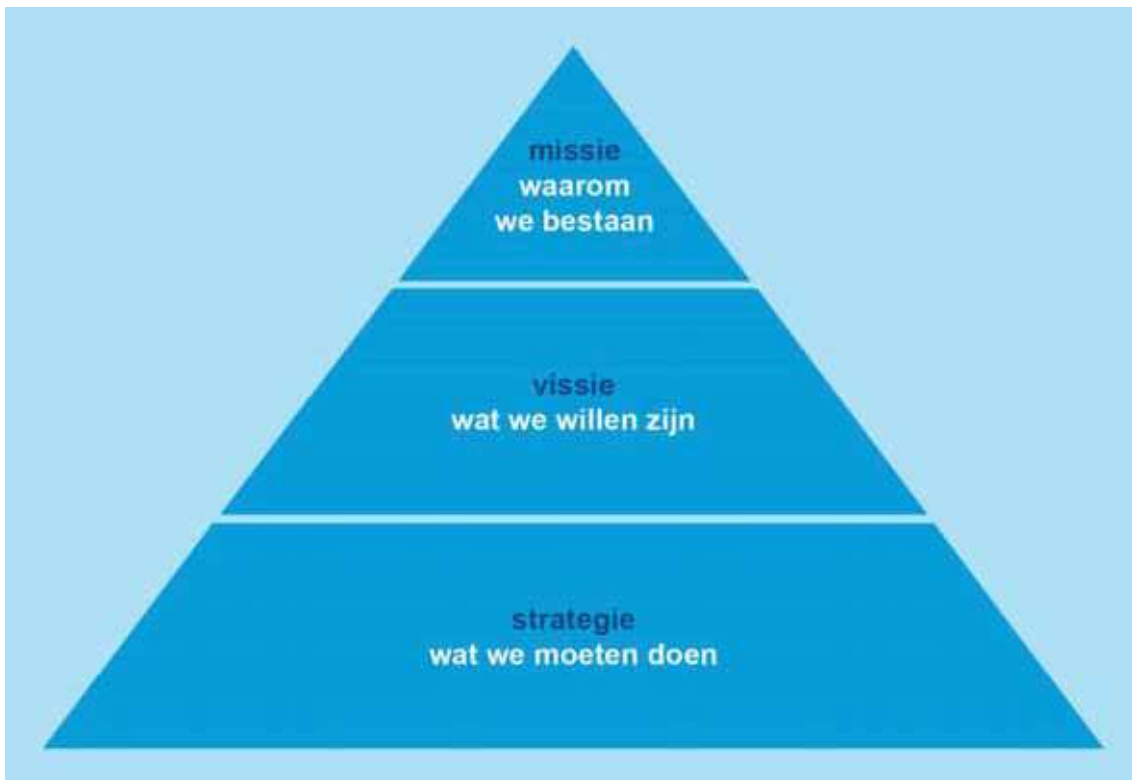 missie
waarom
we bestaan
vissie
wat we willen zijn
strategie
wat we moeten doen